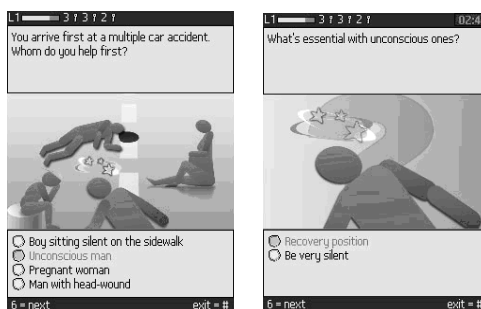 L1 3 ? 3 ? 2 ?
You arrive first at a multiple car accident.
Whom do you help first?
Boy sitting silent on the sidewalk
Unconscious man
Pregnant woman
Man with head-wound
6 = next exit = #
L1 3 ? 3 ? 2 ? 02:4
What's essential with unconscious ones?
Recovery position
Be very silent
6 = next exit = #